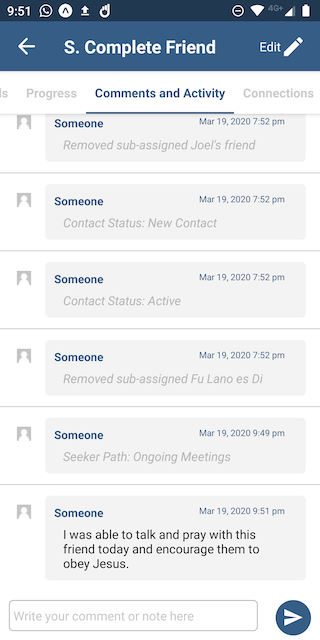 9:51
4G+
S. Complete Friend
Edit
ls Progress Comments and Activity Connections
Someone Mar 19, 2020 7:52 pm
Removed sub-assigned Joel's friend
Someone Mar 19, 2020 7:52 pm
Contact Status: New Contact
Someone Mar 19, 2020 7:52 pm
Contact Status: Active
Someone Mar 19, 2020 7:52 pm
Removed sub-assigned Fu Lano es Di
Someone Mar 19, 2020 9:49 pm
Seeker Path: Ongoing Meetings
Someone Mar 19, 2020 9:51 pm
I was able to talk and pray with this
friend today and encourage them to
obey Jesus.
Write your comment or note here